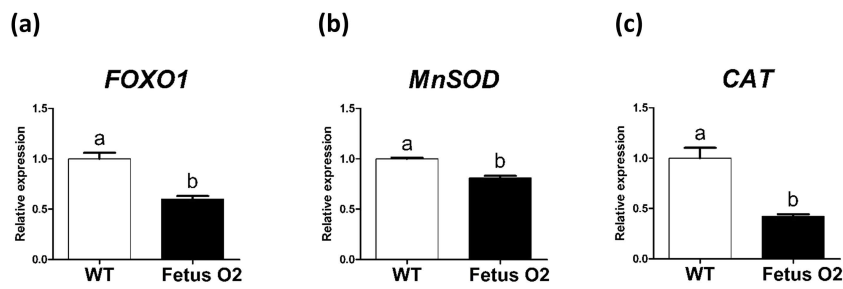 (a)
FOXO1
Relative expression
1.5
1.0
0.5
0.0
a
b
WT
Fetus O2
(b)
MnSOD
Relative expression
1.5
1.0
0.5
0.0
a
b
WT
Fetus O2
(c)
CAT
Relative expression
1.5
1.0
0.5
0.0
a
b
WT
Fetus O2